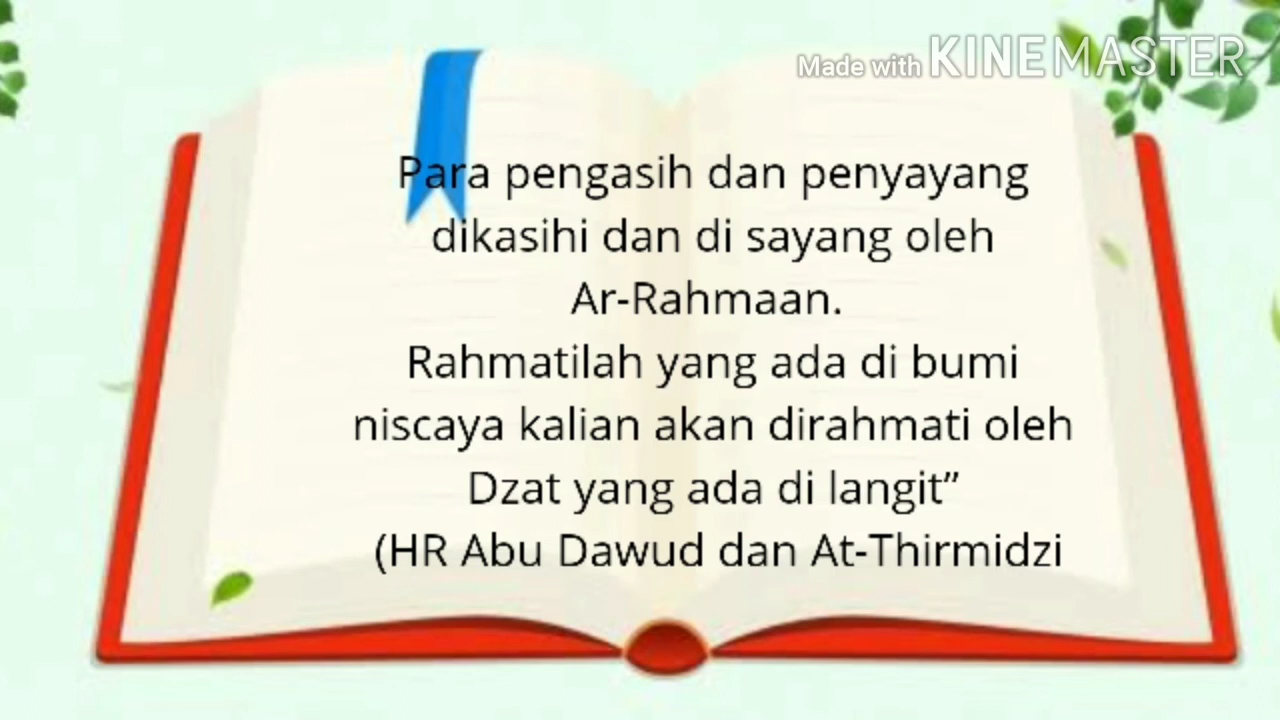 Made with KINEMASTER
Para pengasih dan penyayang
dikasihi dan di sayang oleh
Ar-Rahmaan.
Rahmatilah yang ada di bumi
niscaya kalian akan dirahmati oleh
Dzat yang ada di langit”
(HR Abu Dawud dan At-Thirmidzi